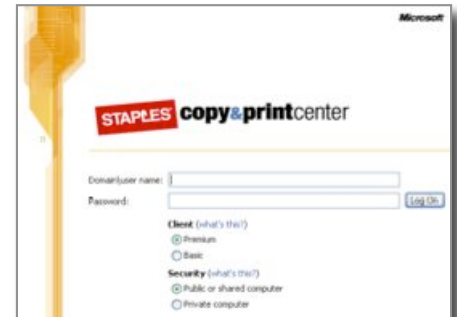 Microsoft
STAPLES copy&printcenter
Domain\user name:
Password: Log On
Client (what's this?)
Premium
Basic
Security (what's this?)
Public or shared computer
Private computer